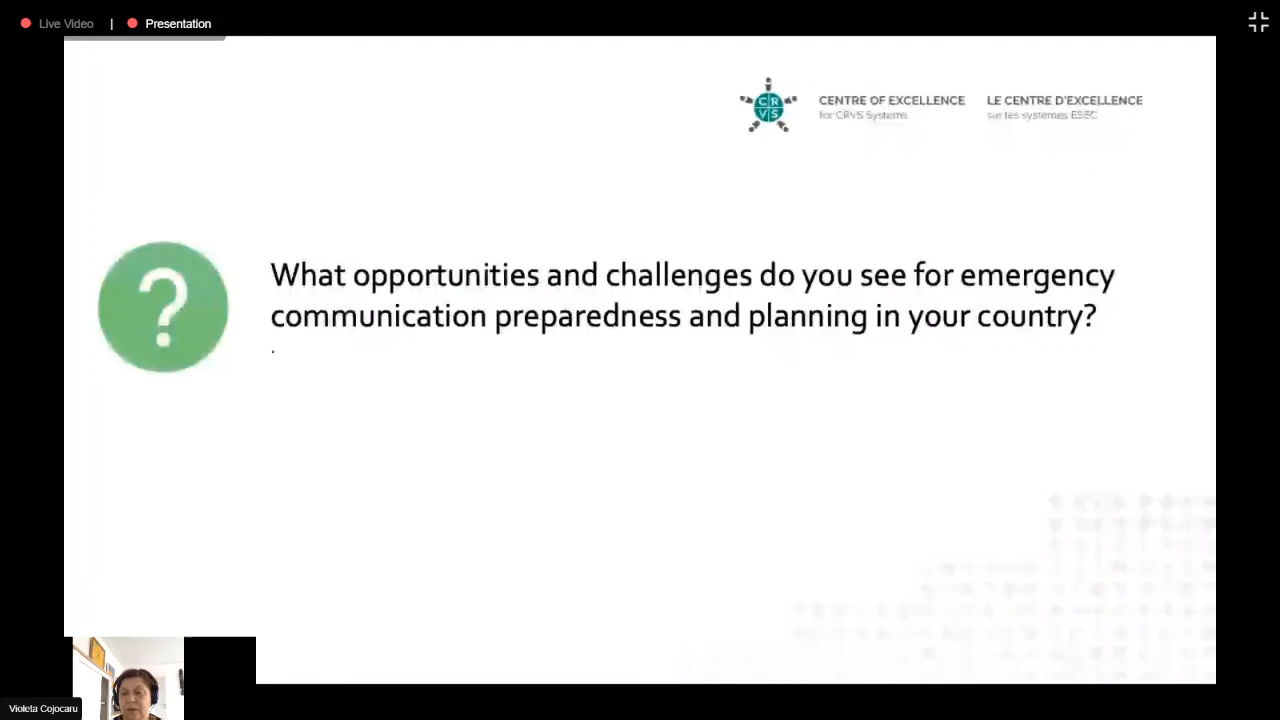 Live Video | Presentation
CRVS
CENTRE OF EXCELLENCE LE CENTRE D'EXCELLENCE
for CRVS Systems sur les systèmes ESEC
?
What opportunities and challenges do you see for emergency
communication preparedness and planning in your country?
.
Violeta Cojocaru